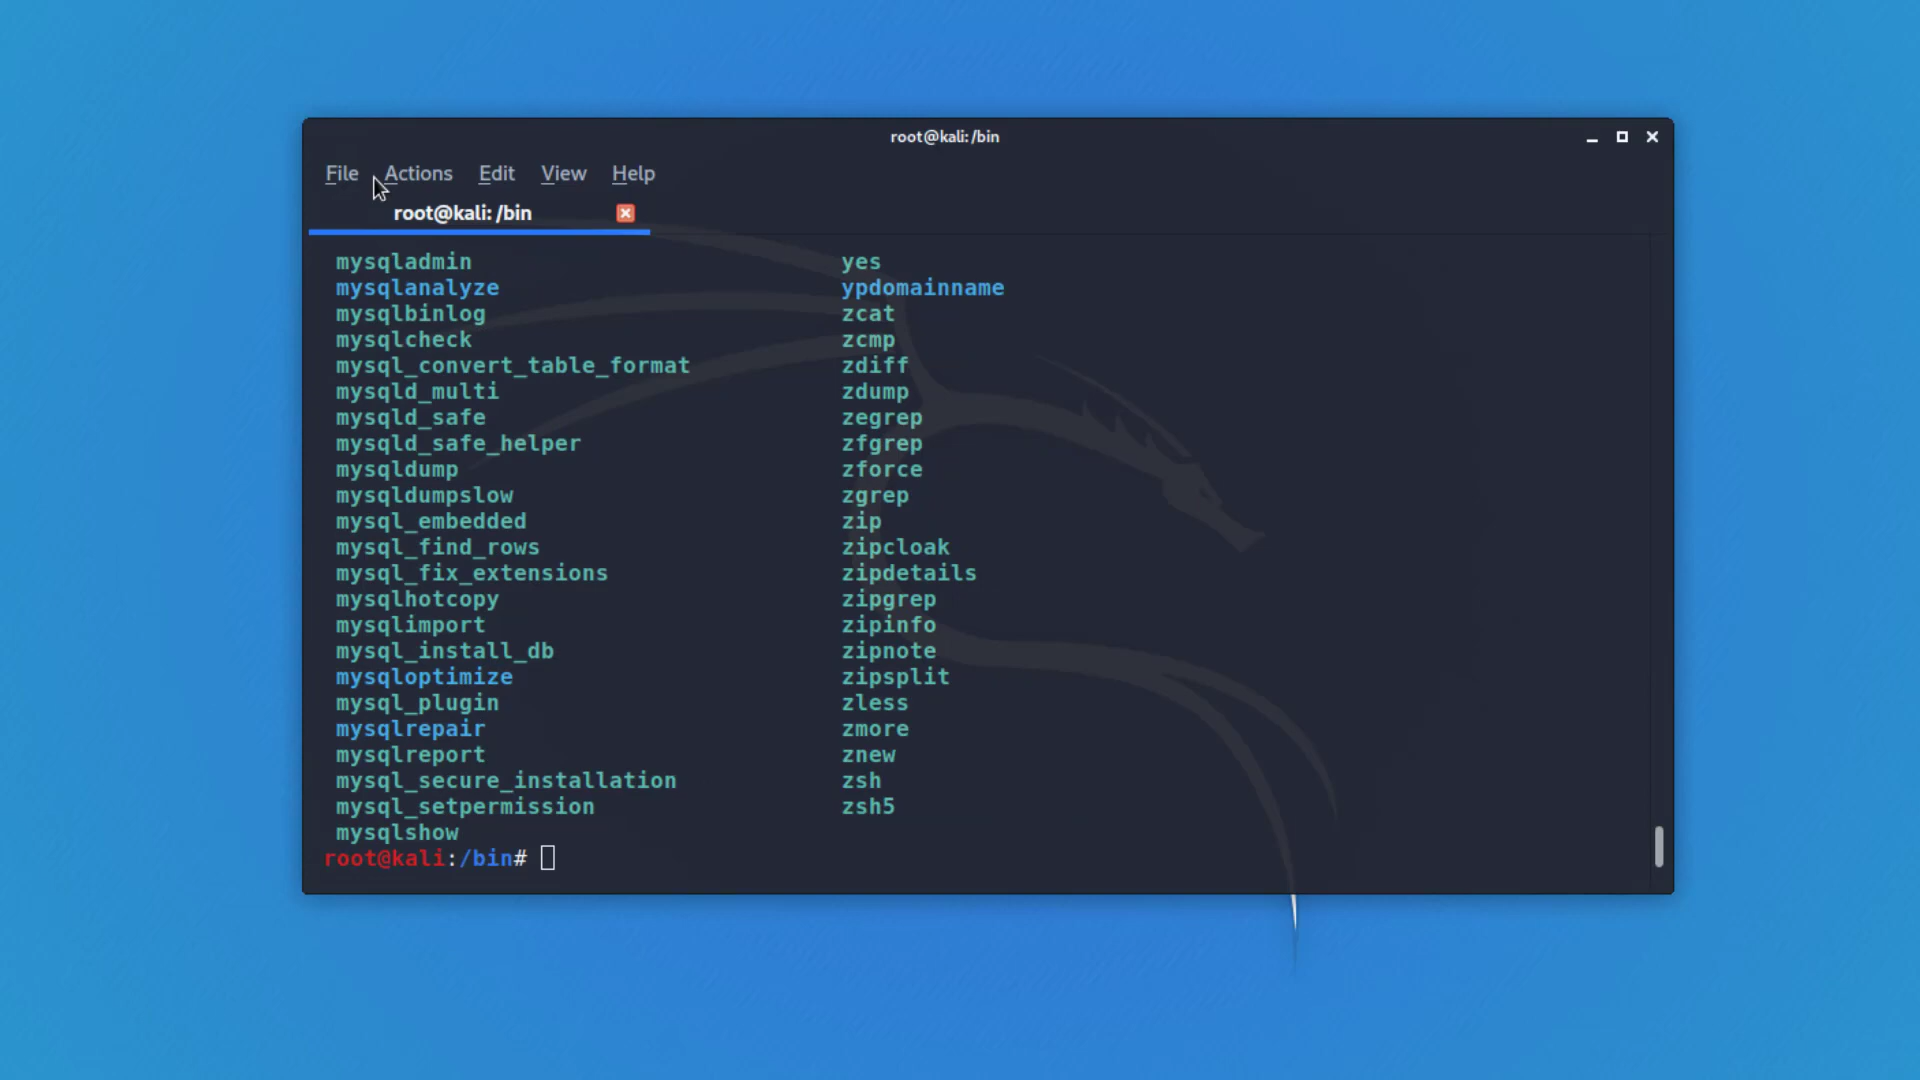 root@kali: /bin
File Actions Edit View Help
root@kali: /bin
mysqladmin yes
mysqlanalyze ypdomainname
mysqlbinlog zcat
mysqlcheck zcmp
mysql_convert_table_format zdiff
mysqld_multi zdump
mysqld_safe zegrep
mysqld_safe_helper zfgrep
mysqldump zforce
mysqldumpslow zgrep
mysql_embedded zip
mysql_find_rows zipcloak
mysql_fix_extensions zipdetails
mysqlhotcopy zipgrep
mysqlimport zipinfo
mysql_install_db zipnote
mysqloptimize zipsplit
mysql_plugin zless
mysqlrepair zmore
mysqlreport znew
mysql_secure_installation zsh
mysql_setpermission zsh5
mysqlshow
root@kali:/bin#